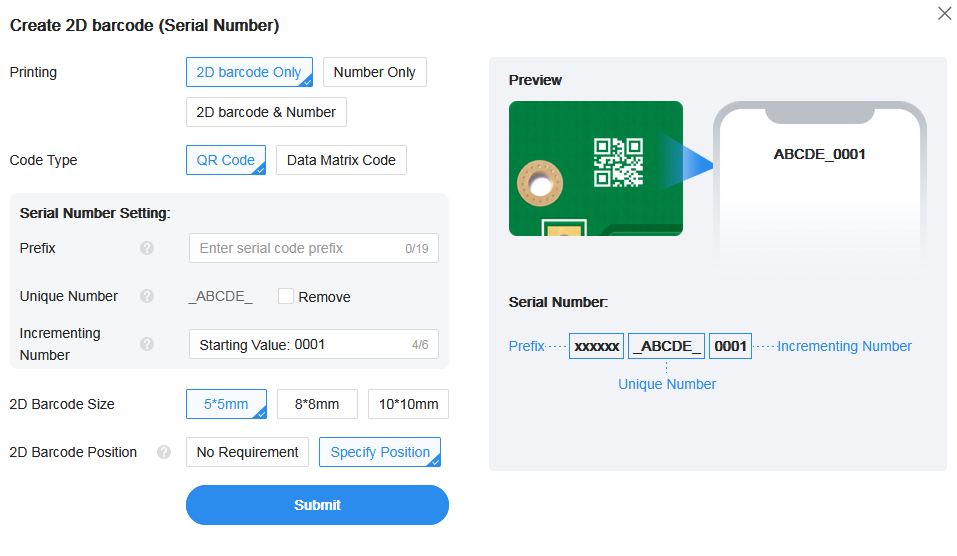 Create 2D barcode (Serial Number)
Printing
2D barcode Only
Number Only
2D barcode & Number
Code Type
QR Code
Data Matrix Code
Serial Number Setting:
Prefix
?
Enter serial code prefix
0/19
Unique Number
?
_ABCDE_
Remove
Incrementing
Number
?
Starting Value: 0001
4/6
2D Barcode Size
5*5mm
8*8mm
10*10mm
2D Barcode Position
?
No Requirement
Specify Position
Submit
Preview
ABCDE_0001
Serial Number:
Prefix
xxxxxx
_ABCDE_
0001
Incrementing Number
Unique Number